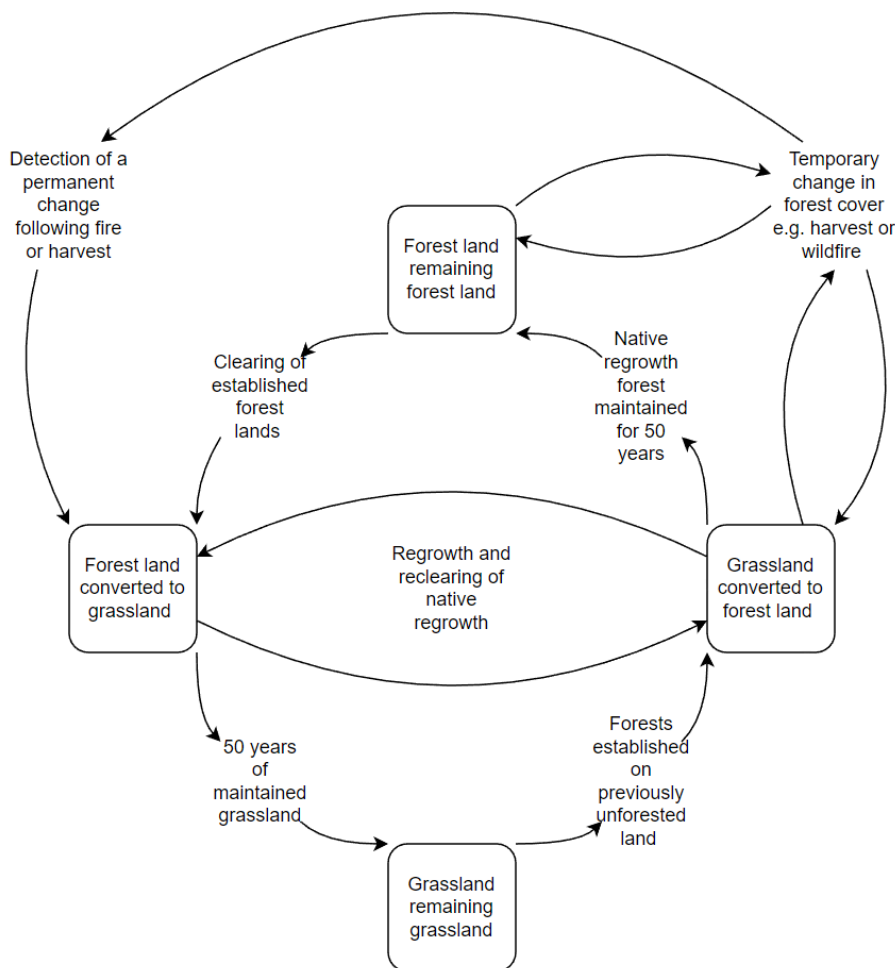 Detection of a
permanent
change
following fire
or harvest
Temporary
change in
forest cover
e.g. harvest or
wildfire
Forest land
remaining
forest land
Clearing of
established
forest
lands
Native
regrowth
forest
maintained
for 50
years
Forest land
converted to
grassland
Regrowth and
reclearing of
native
regrowth
Grassland
converted to
forest land
50 years
of
maintained
grassland
Forests
established
on
previously
unforested
land
Grassland
remaining
grassland